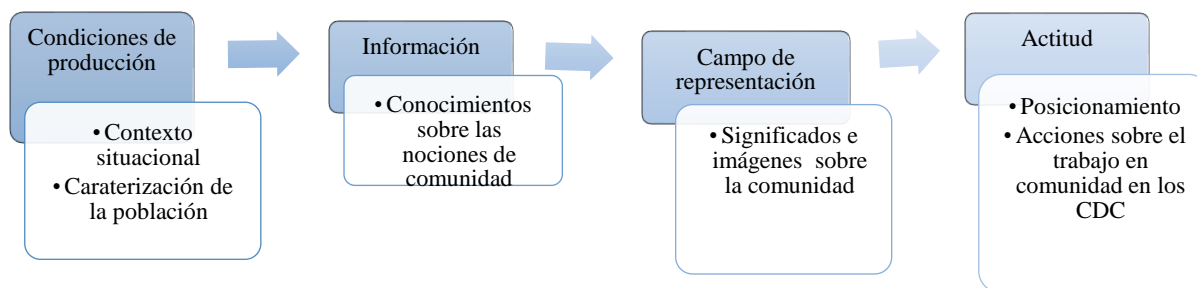 Condiciones de
producción
• Contexto
situacional
• Caraterización de
la población
Información
• Conocimientos
sobre las
nociones de
comunidad
Campo de
representación
• Significados e
imágenes sobre
la comunidad
Actitud
• Posicionamiento
• Acciones sobre el
trabajo en
comunidad en los
CDC